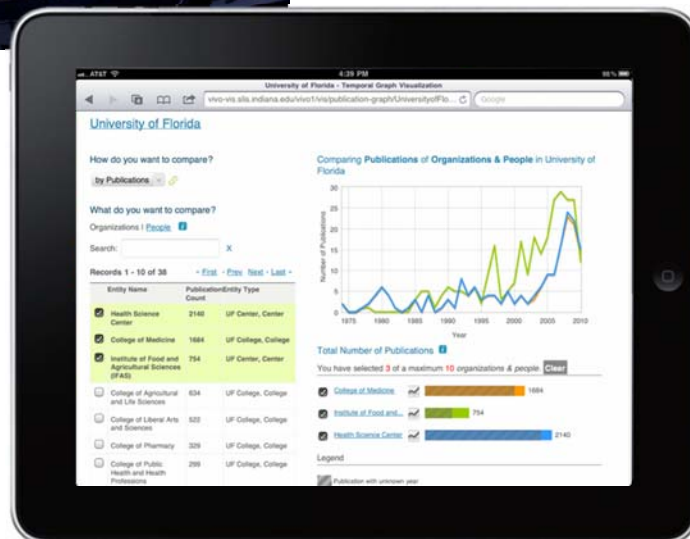 AT&T
4:39 PM
98%
University of Florida - Temporal Graph Visualization
vivo-vis.slis.indiana.edu/vivo1/vis/publication-graph/UniversityofFlo...
Google
University of Florida
How do you want to compare?
by Publications
What do you want to compare?
Organizations | People
Search:
X
Records 1 - 10 of 38
- First - Prev Next - Last -
Entity Name Publication Count Entity Type
Health Science Center 2140 UF Center, Center
College of Medicine 1684 UF College, College
Institute of Food and Agricultural Sciences (IFAS) 754 UF Center, Center
College of Agricultural and Life Sciences 634 UF College, College
College of Liberal Arts and Sciences 522 UF College, College
College of Pharmacy 329 UF College, College
College of Public Health and Health Professions 299 UF College, College
Comparing Publications of Organizations & People in University of
Florida
30
25
20
15
10
5
0
Number of Publications
1975 1980 1985 1990 1995 2000 2005 2010
Year
Total Number of Publications
You have selected 3 of a maximum 10 organizations & people. Clear
College of Medicine 1684
Institute of Food and... 754
Health Science Center 2140
Legend
Publication with unknown year